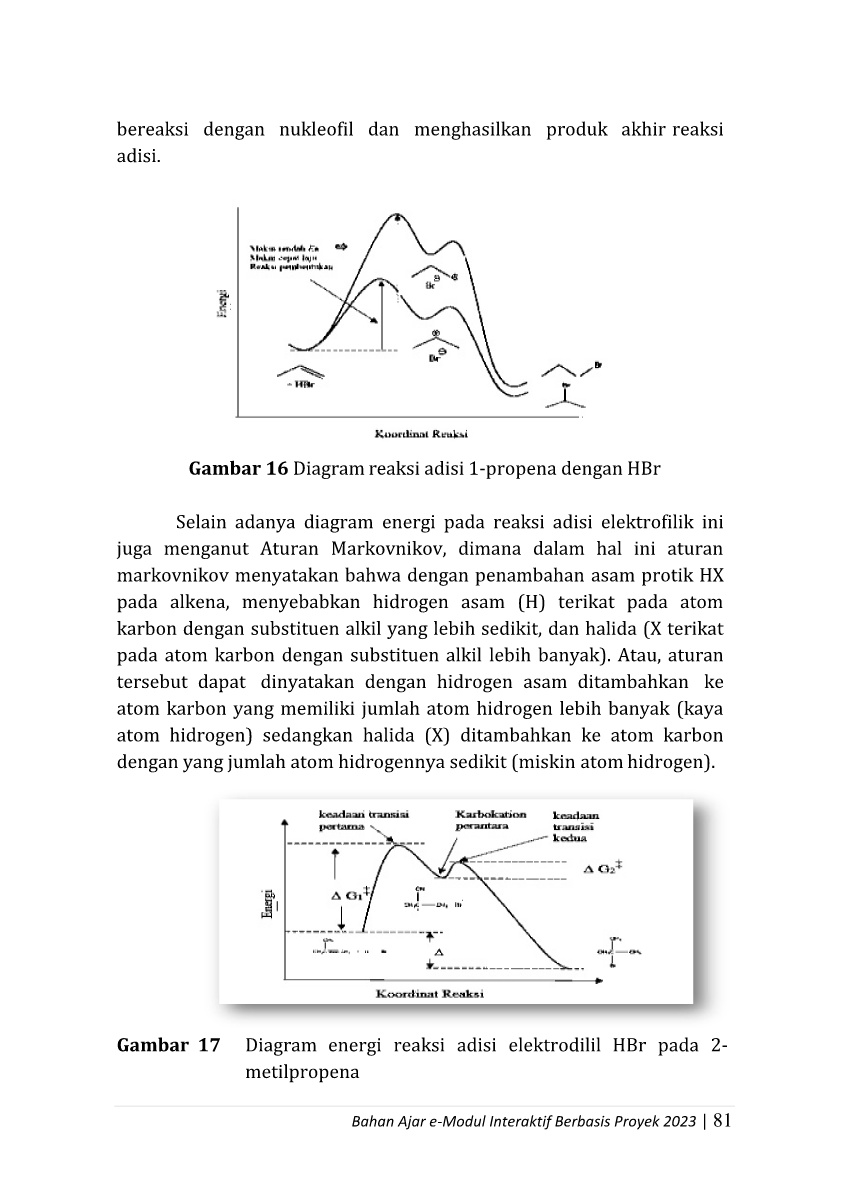 bereaksi dengan nukleofil dan menghasilkan produk akhir reaksi
adisi.
Makin rendah Ea
Makin cepat laju
Reaksi pembentukan
Energi
Br
Br
+ HBr
Br
Br
Koordinat Reaksi
Gambar 16 Diagram reaksi adisi 1-propena dengan HBr
Selain adanya diagram energi pada reaksi adisi elektrofilik ini
juga menganut Aturan Markovnikov, dimana dalam hal ini aturan
markovnikov menyatakan bahwa dengan penambahan asam protik HX
pada alkena, menyebabkan hidrogen asam (H) terikat pada atom
karbon dengan substituen alkil yang lebih sedikit, dan halida (X terikat
pada atom karbon dengan substituen alkil lebih banyak). Atau, aturan
tersebut dapat dinyatakan dengan hidrogen asam ditambahkan ke
atom karbon yang memiliki jumlah atom hidrogen lebih banyak (kaya
atom hidrogen) sedangkan halida (X) ditambahkan ke atom karbon
dengan yang jumlah atom hidrogennya sedikit (miskin atom hidrogen).
keadaan transisi
pertama
Karbokation
perantara
keadaan
transisi
kedua
Δ G2‡
Δ G1‡
Energi
Δ
Koordinat Reaksi
Gambar 17 Diagram energi reaksi adisi elektrodilil HBr pada 2-
metilpropena
Bahan Ajar e-Modul Interaktif Berbasis Proyek 2023 | 81